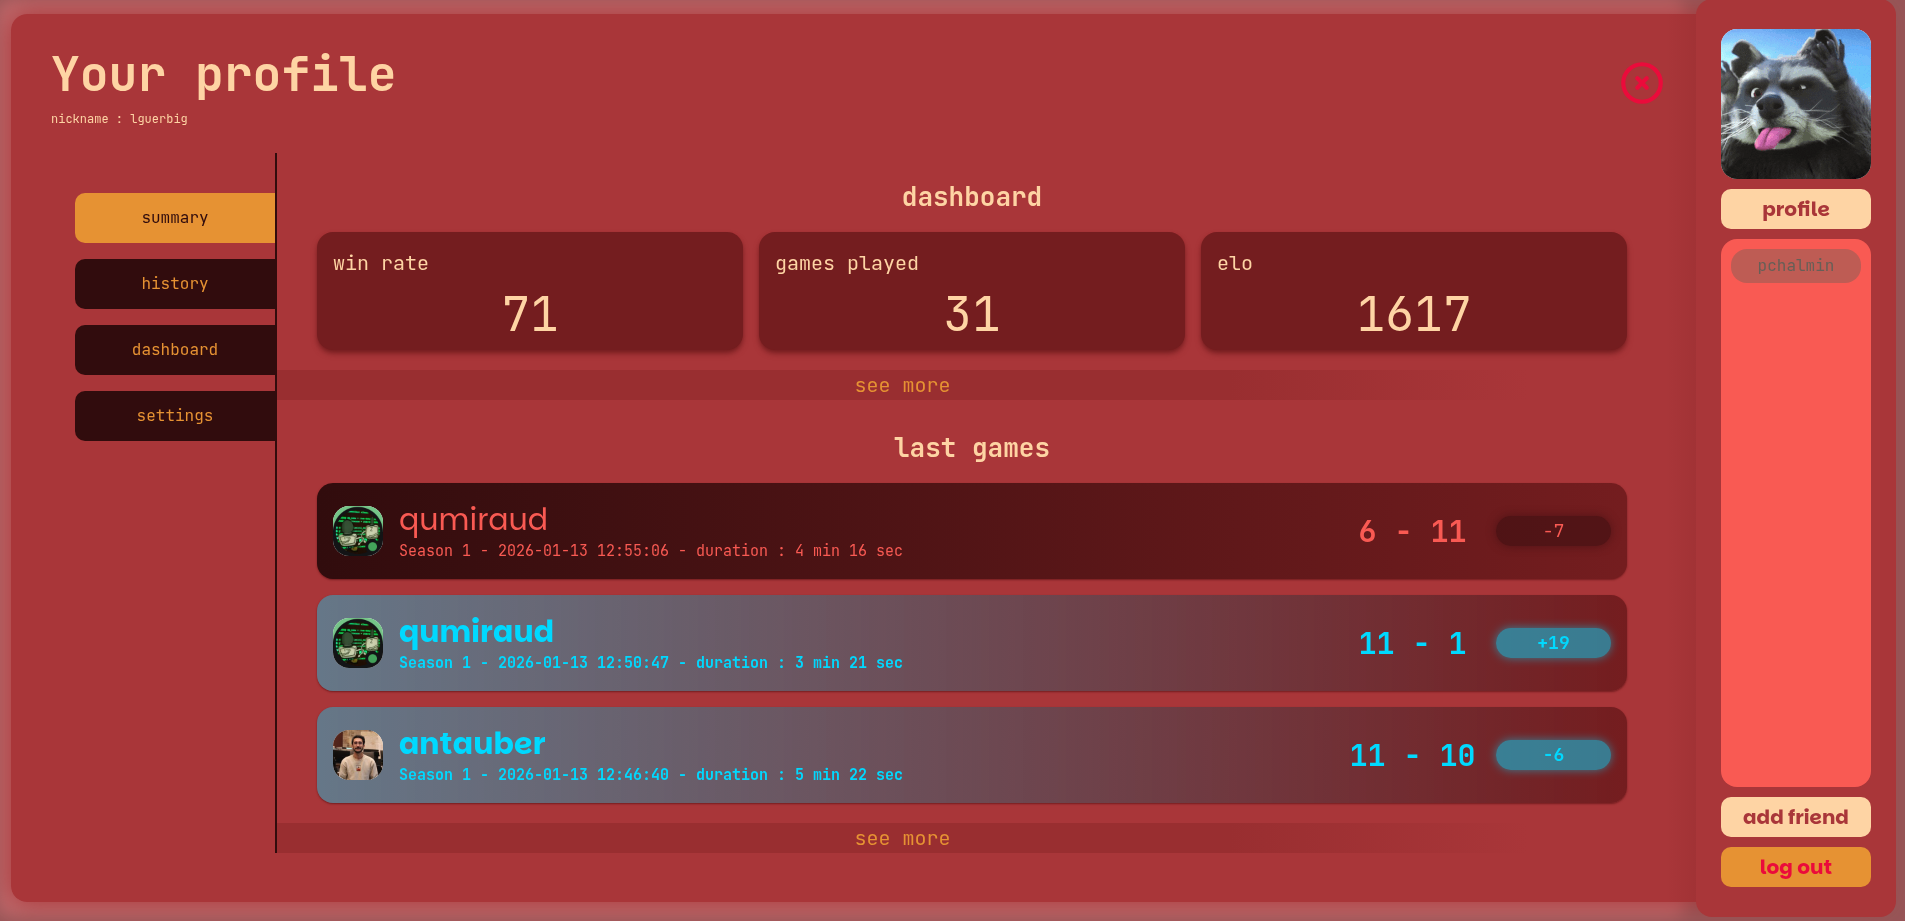 Your profile
nickname : lguerbig
summary
history
dashboard
settings
dashboard
win rate
71
games played
31
elo
1617
see more
last games
qumiraud
Season 1 - 2026-01-13 12:55:06 - duration : 4 min 16 sec
6 - 11
-7
qumiraud
Season 1 - 2026-01-13 12:50:47 - duration : 3 min 21 sec
11 - 1
+19
antauber
Season 1 - 2026-01-13 12:46:40 - duration : 5 min 22 sec
11 - 10
-6
see more
profile
pchalmin
add friend
log out